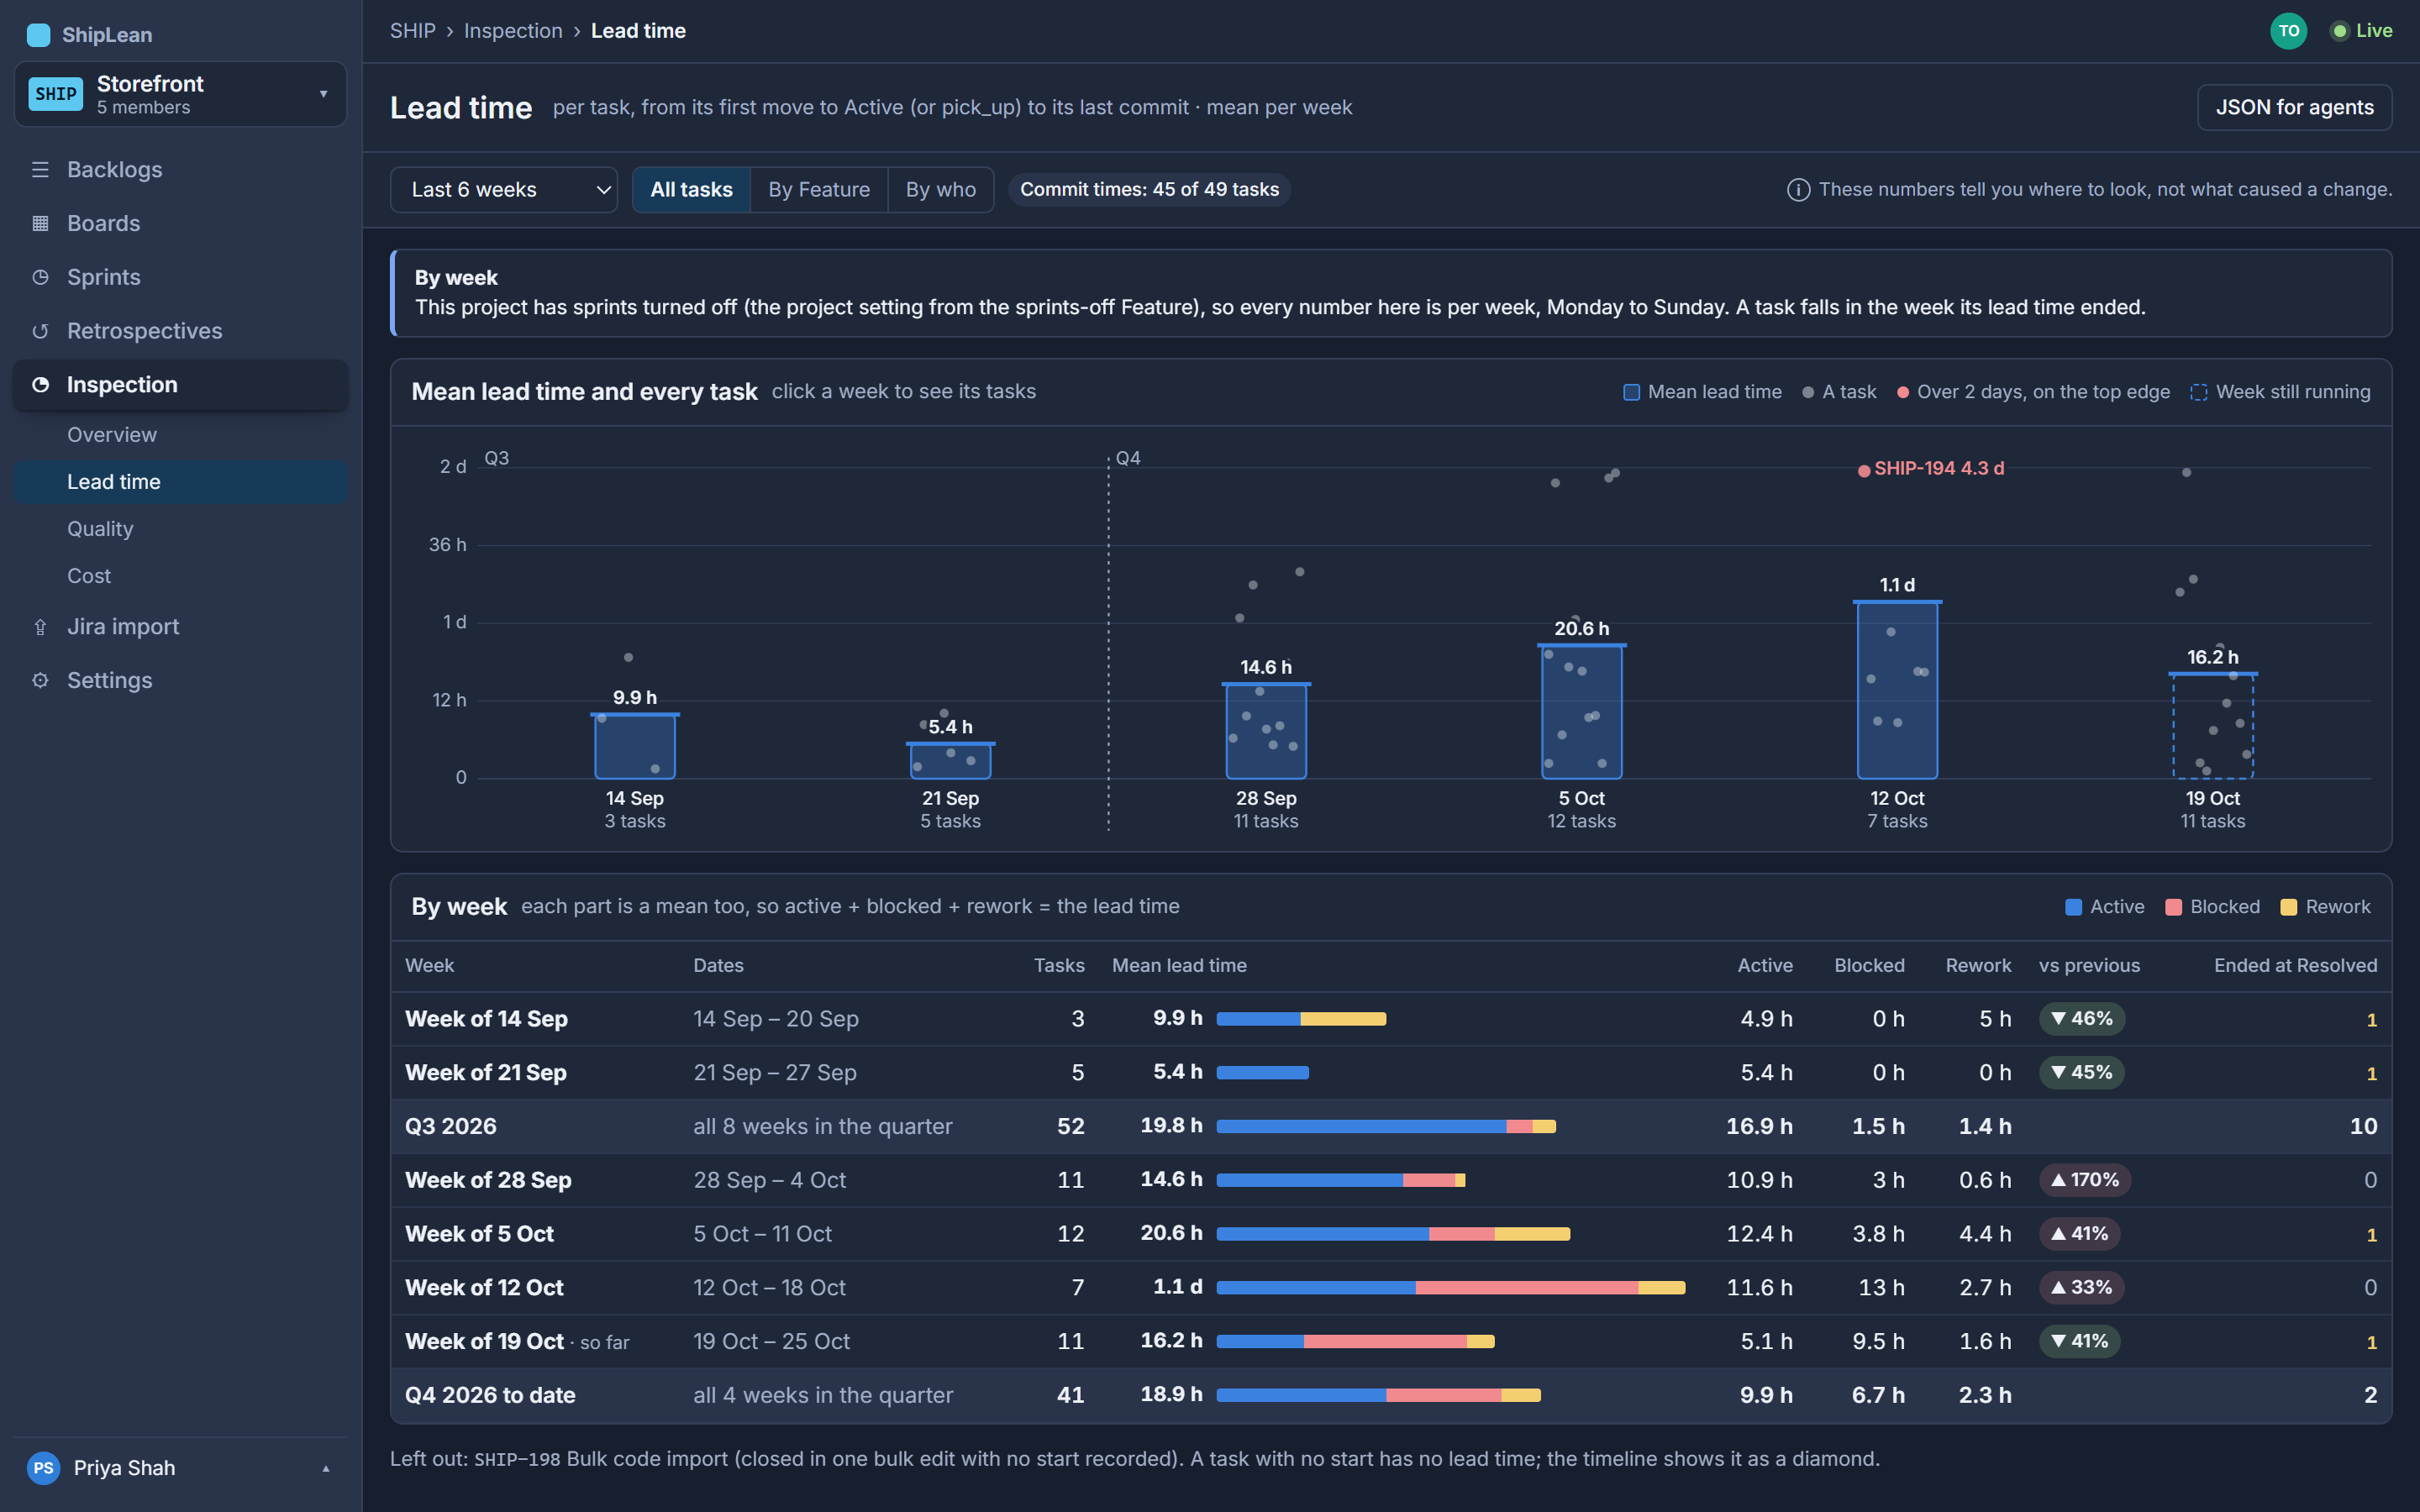 ShipLean
SHIP
Storefront
5 members
Backlogs
Boards
Sprints
Retrospectives
Inspection
Overview
Lead time
Quality
Cost
Jira import
Settings
PS Priya Shah
SHIP › Inspection › Lead time
TO Live
Lead time per task, from its first move to Active (or pick_up) to its last commit · mean per week
JSON for agents
Last 6 weeks All tasks By Feature By who Commit times: 45 of 49 tasks
These numbers tell you where to look, not what caused a change.
By week
This project has sprints turned off (the project setting from the sprints-off Feature), so every number here is per week, Monday to Sunday. A task falls in the week its lead time ended.
Mean lead time and every task click a week to see its tasks
Mean lead time A task Over 2 days, on the top edge Week still running
2 d Q3 Q4 SHIP-194 4.3 d
36 h
1 d
12 h
0
9.9 h 5.4 h 14.6 h 20.6 h 1.1 d 16.2 h
14 Sep 21 Sep 28 Sep 5 Oct 12 Oct 19 Oct
3 tasks 5 tasks 11 tasks 12 tasks 7 tasks 11 tasks
By week each part is a mean too, so active + blocked + rework = the lead time
Active Blocked Rework
Week Dates Tasks Mean lead time Active Blocked Rework vs previous Ended at Resolved
Week of 14 Sep 14 Sep – 20 Sep 3 9.9 h 4.9 h 0 h 5 h ▼ 46% 1
Week of 21 Sep 21 Sep – 27 Sep 5 5.4 h 5.4 h 0 h 0 h ▼ 45% 1
Q3 2026 all 8 weeks in the quarter 52 19.8 h 16.9 h 1.5 h 1.4 h 10
Week of 28 Sep 28 Sep – 4 Oct 11 14.6 h 10.9 h 3 h 0.6 h ▲ 170% 0
Week of 5 Oct 5 Oct – 11 Oct 12 20.6 h 12.4 h 3.8 h 4.4 h ▲ 41% 1
Week of 12 Oct 12 Oct – 18 Oct 7 1.1 d 11.6 h 13 h 2.7 h ▲ 33% 0
Week of 19 Oct · so far 19 Oct – 25 Oct 11 16.2 h 5.1 h 9.5 h 1.6 h ▼ 41% 1
Q4 2026 to date all 4 weeks in the quarter 41 18.9 h 9.9 h 6.7 h 2.3 h 2
Left out: SHIP-198 Bulk code import (closed in one bulk edit with no start recorded). A task with no start has no lead time; the timeline shows it as a diamond.